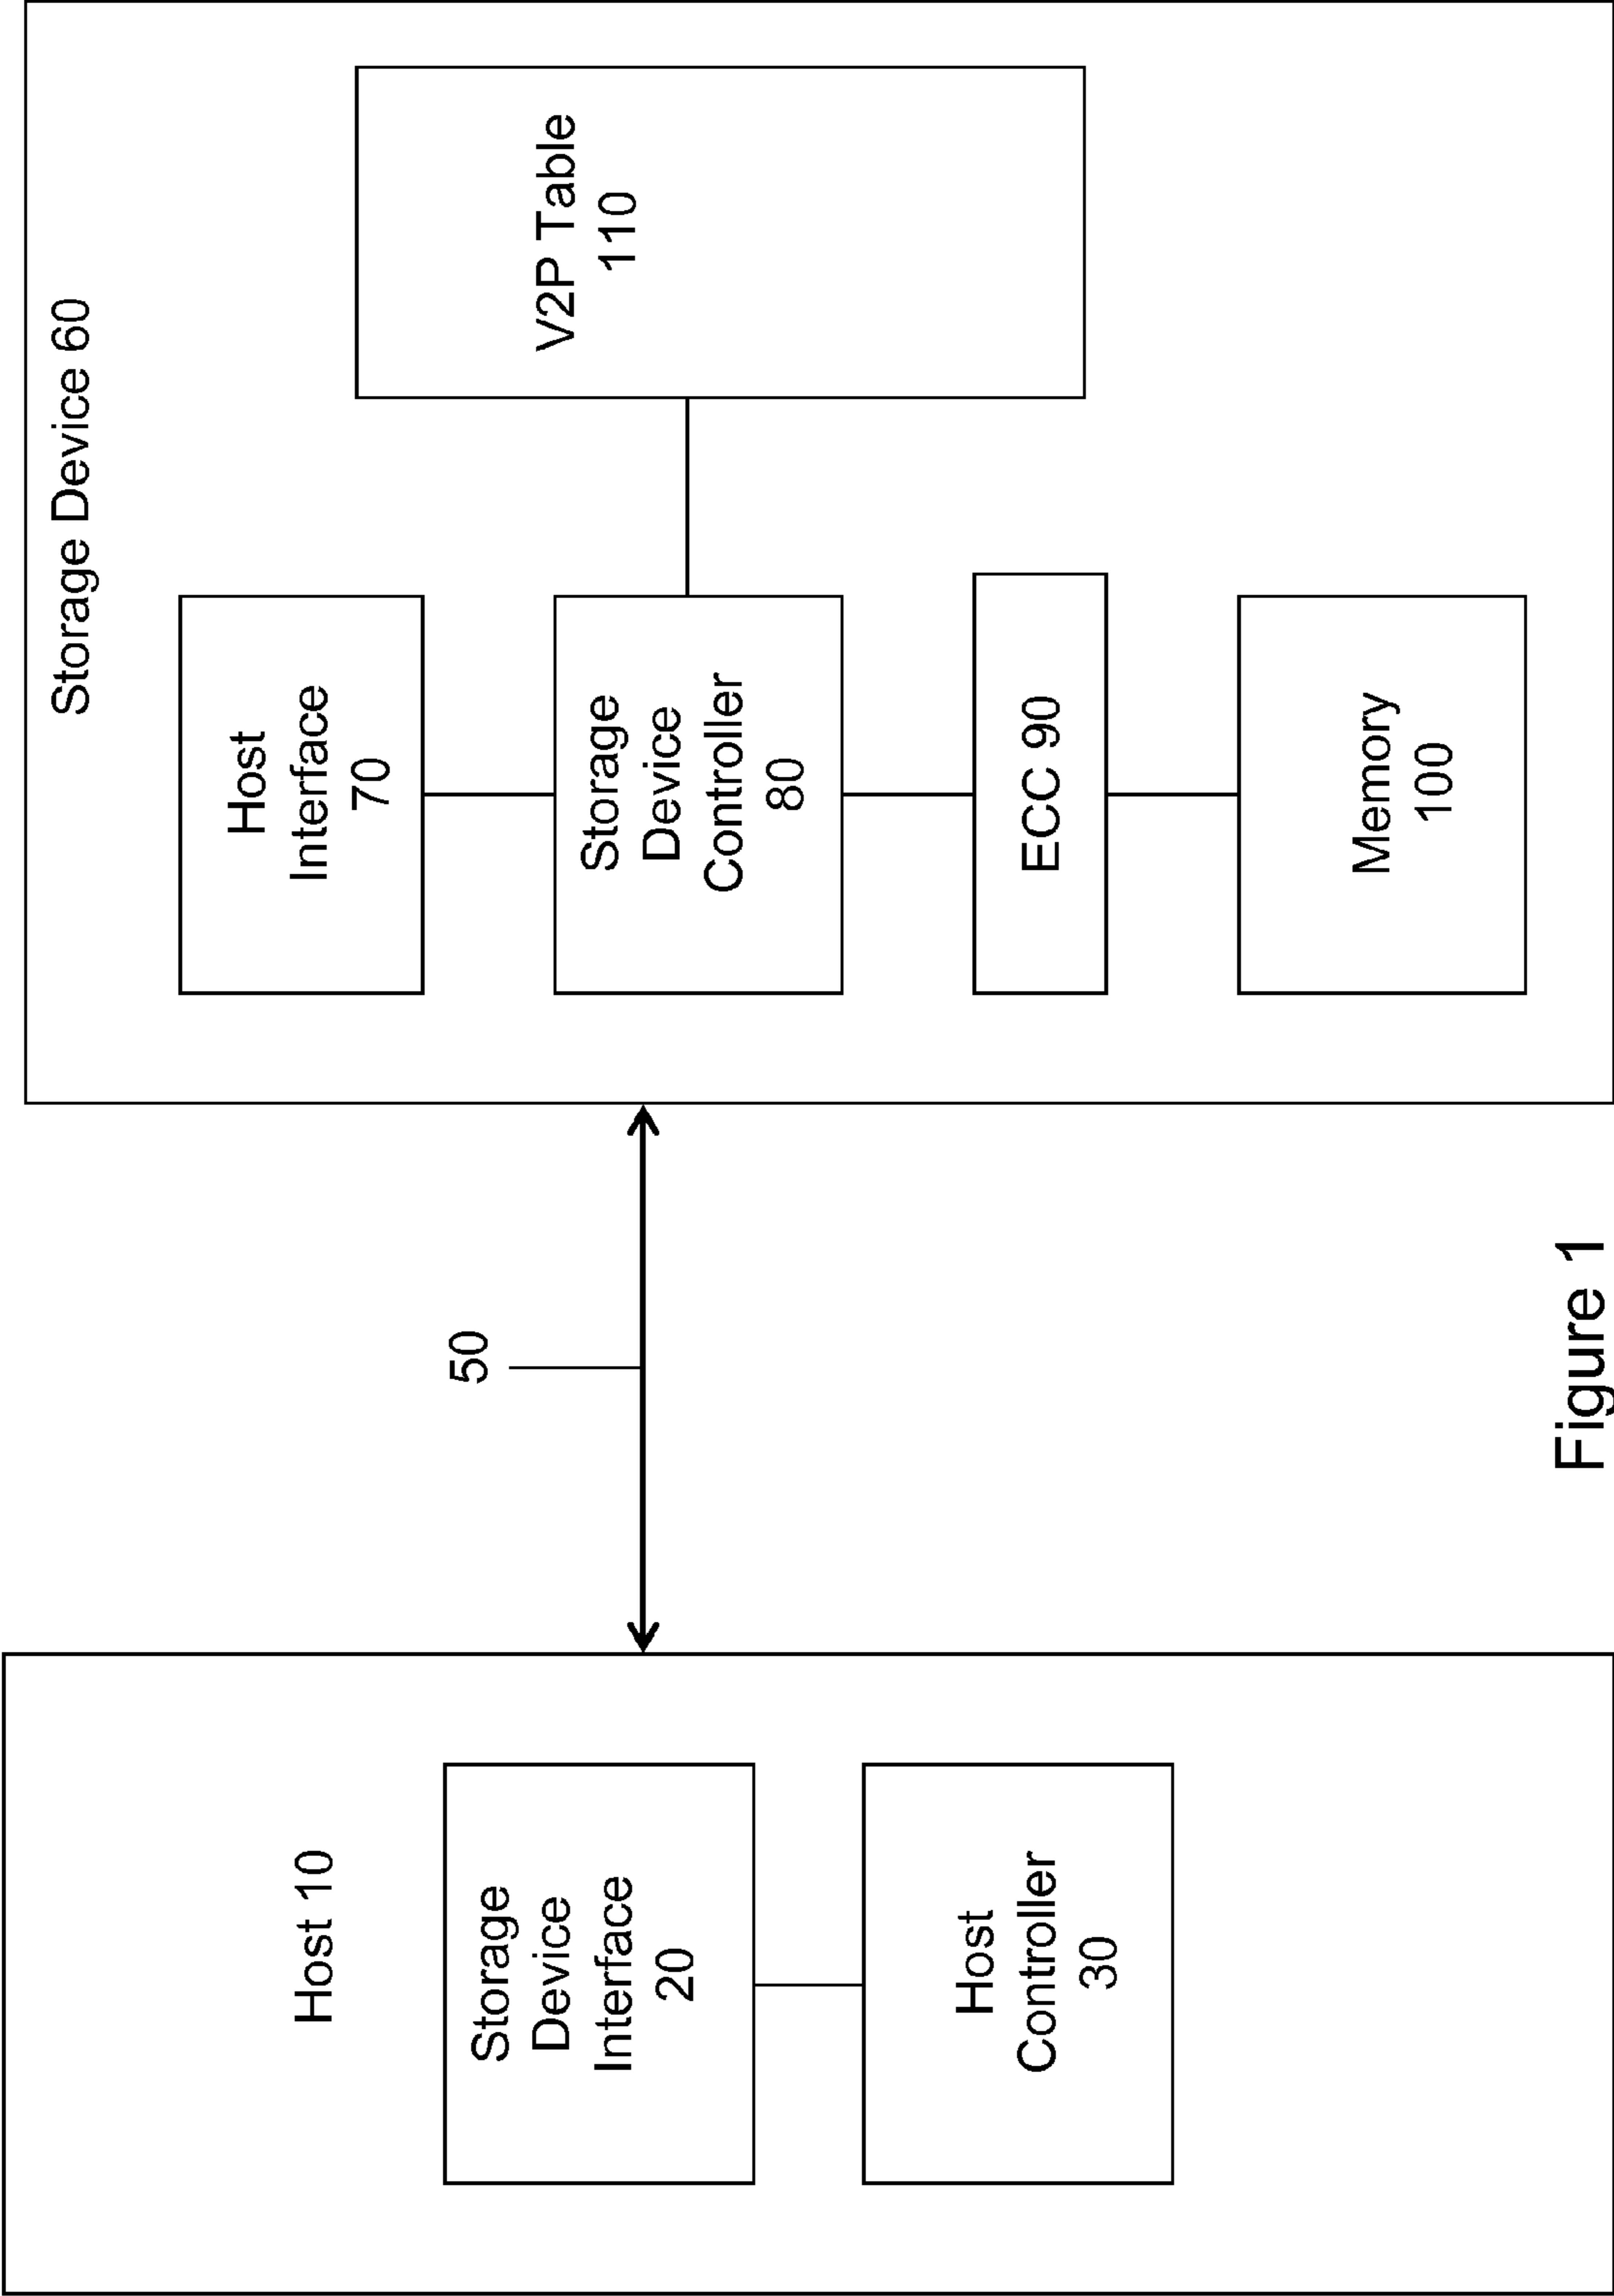 Host 10
Storage
Device
Interface
20
Host
Controller
30
50
Storage Device 60
Host
Interface
70
Storage
Device
Controller
80
ECC 90
Memory
100
V2P Table
110
Figure 1